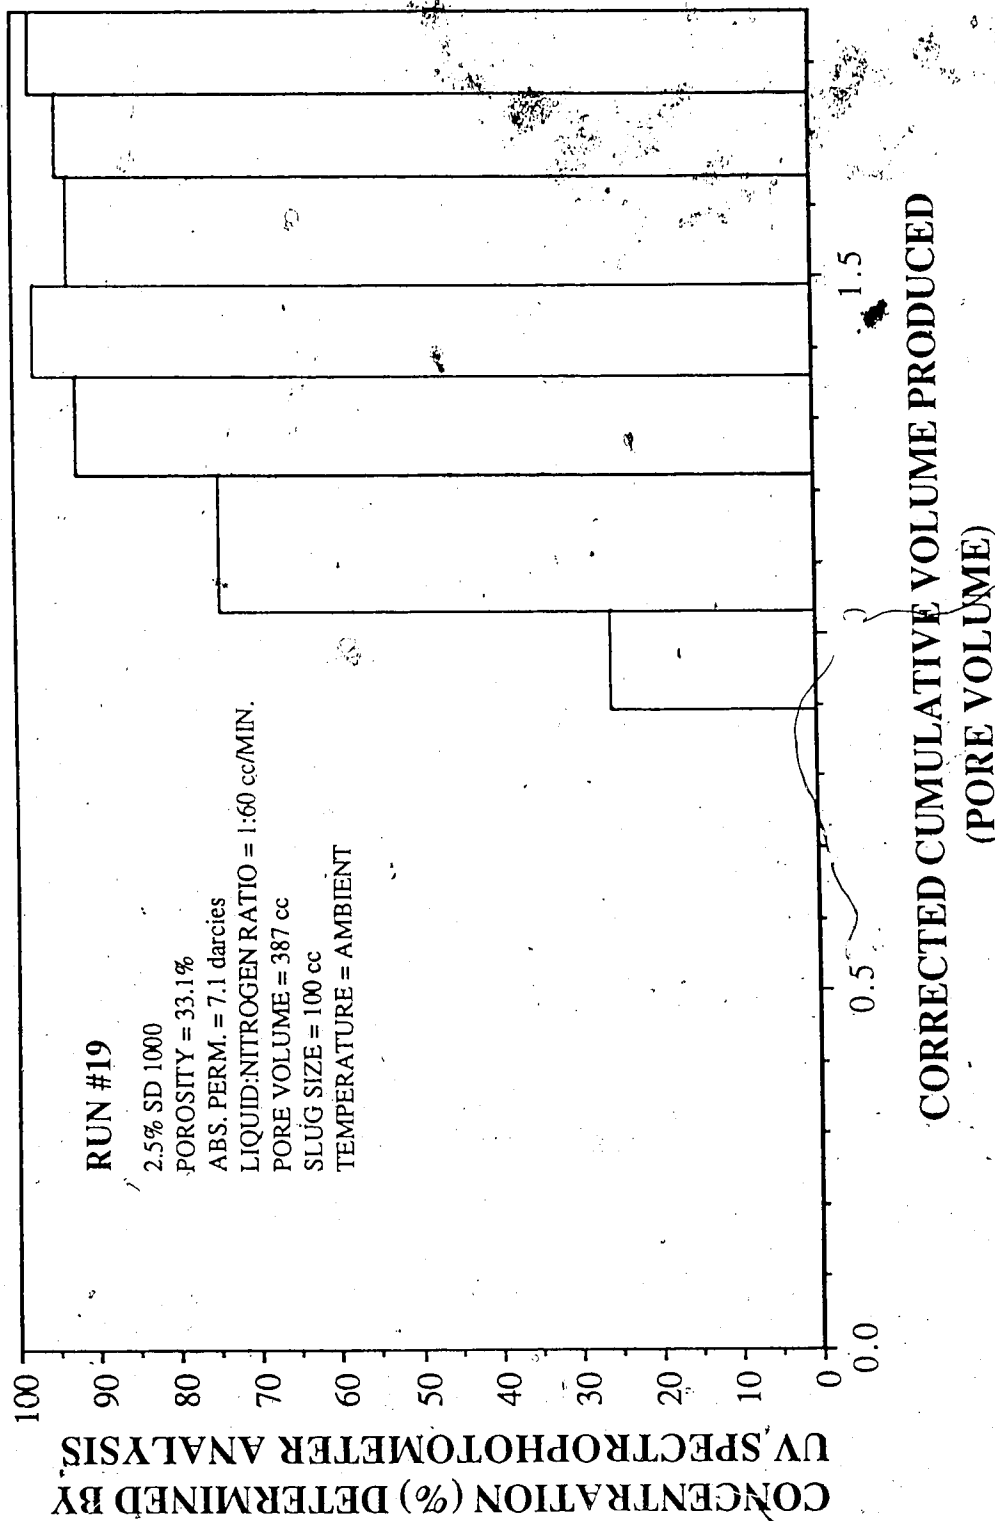 RUN #19
2.5% SD 1000
POROSITY = 33.1%
ABS. PERM. = 7.1 darcies
LIQUID:NITROGEN RATIO = 1:60 cc/MIN.
PORE VOLUME = 387 cc
SLUG SIZE = 100 cc
TEMPERATURE = AMBIENT
CONCENTRATION (%) DETERMINED BY
UV SPECTROPHOTOMETER ANALYSIS
100
90
80
70
60
50
40
30
20
10
0
0.0
0.5
1.5
CORRECTED CUMULATIVE VOLUME PRODUCED
(PORE VOLUME)